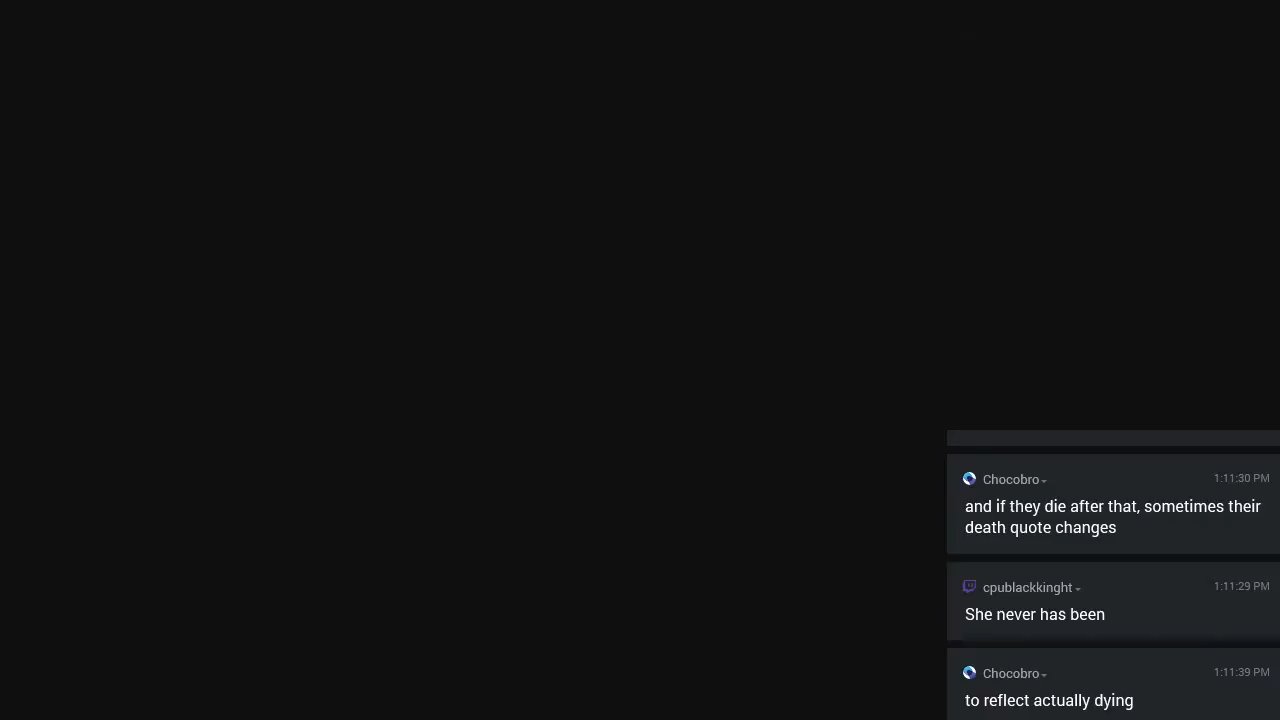 Chocobro
1:11:30 PM
and if they die after that, sometimes their
death quote changes
cpublackkinght
1:11:29 PM
She never has been
Chocobro
1:11:39 PM
to reflect actually dying